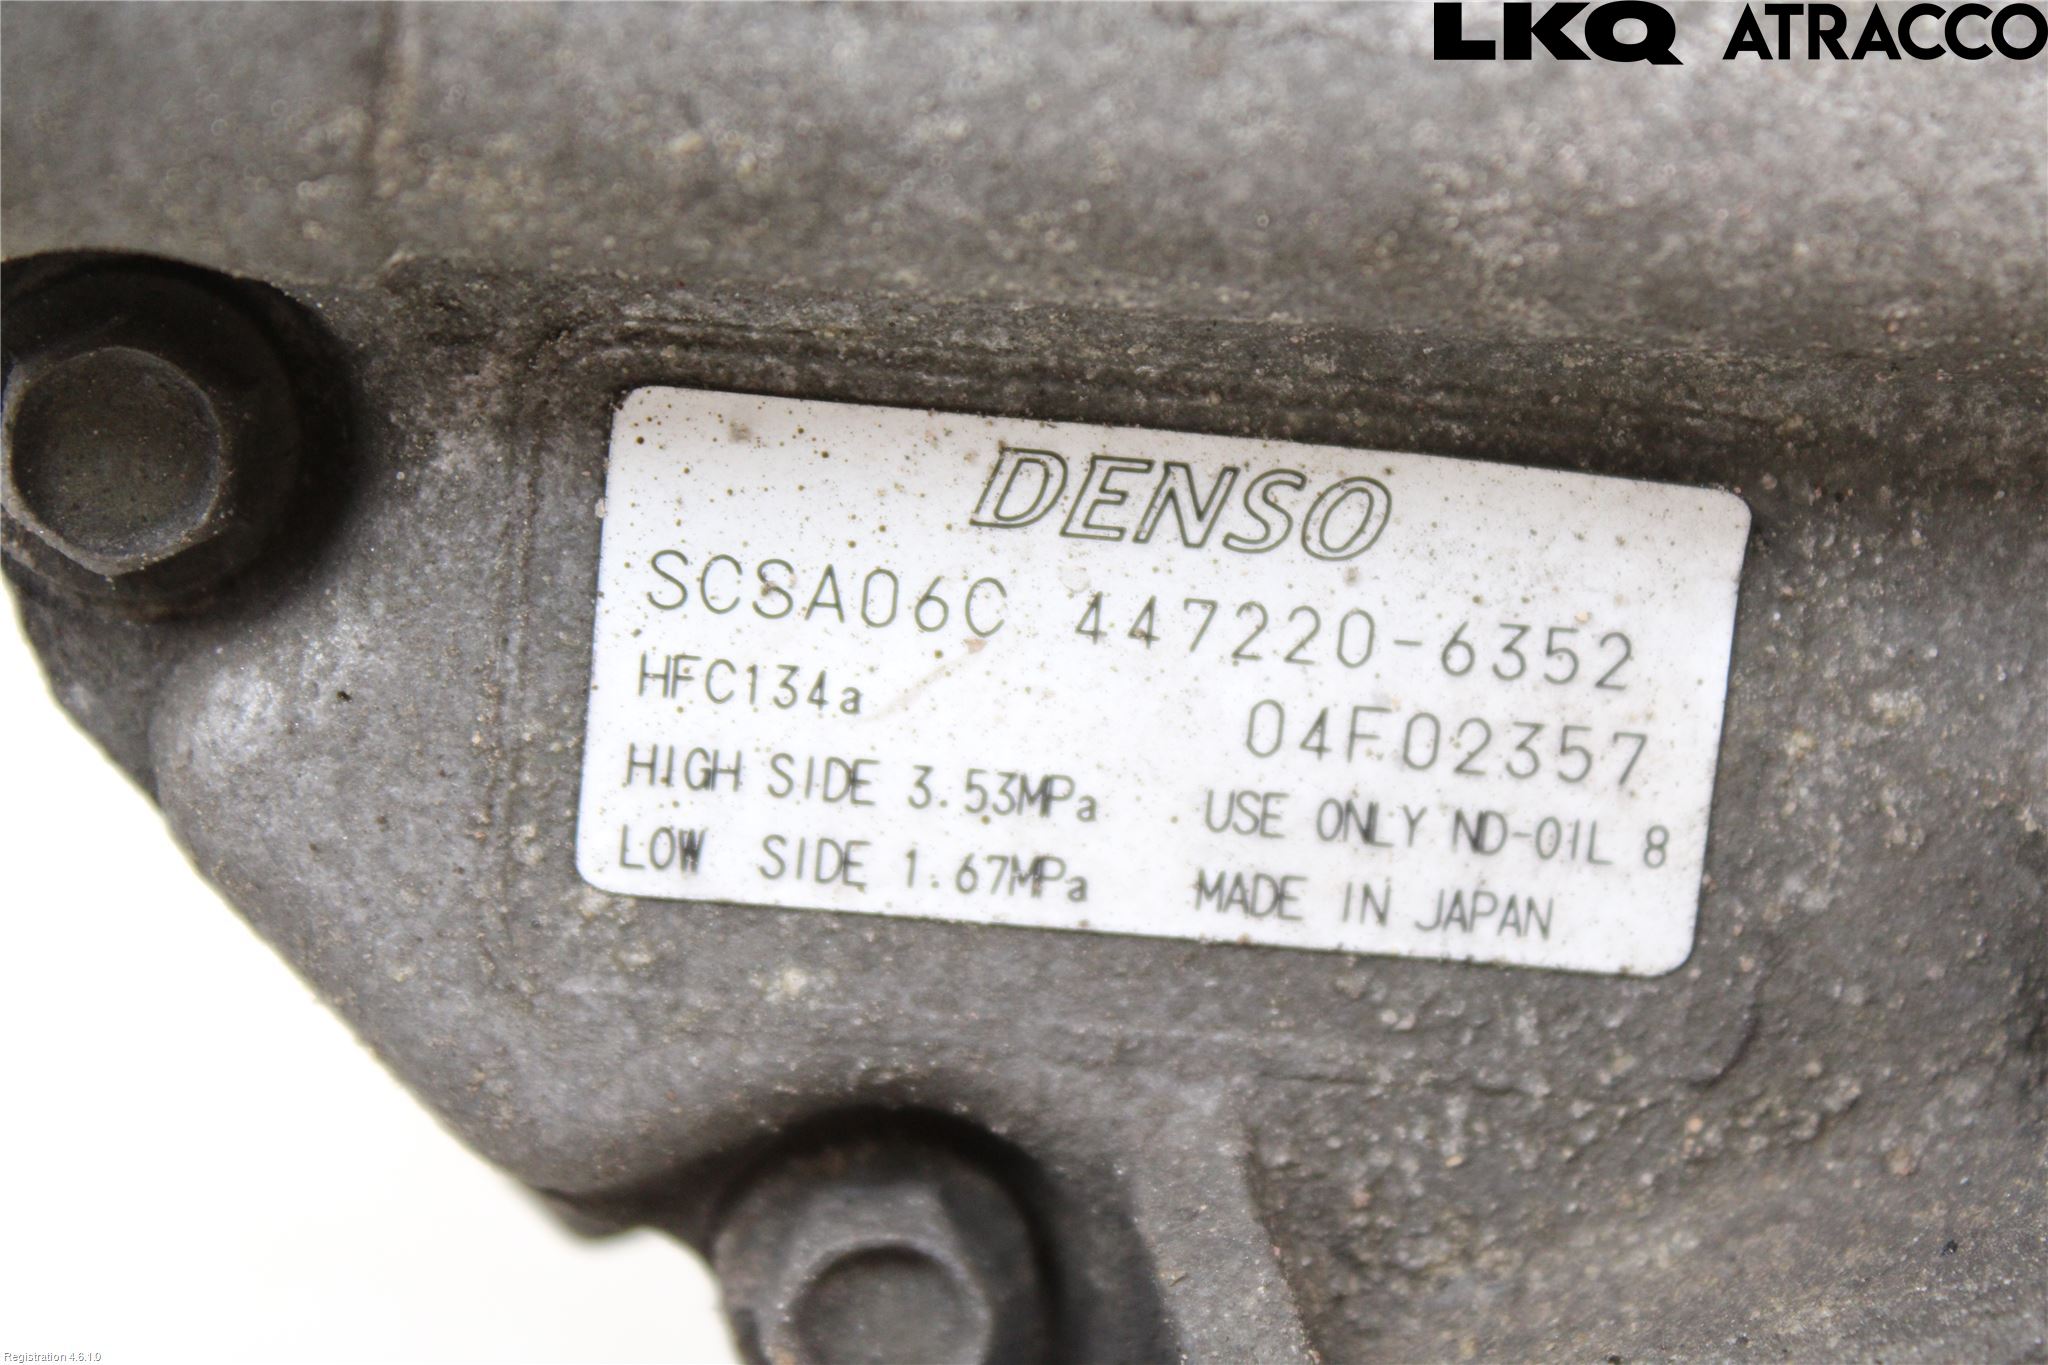 LKQ ATRACCO
DENSO
SCSA06C 447220-6352
HFC134a 04F02357
HIGH SIDE 3.53MPa USE ONLY ND-OIL 8
LOW SIDE 1.67MPa MADE IN JAPAN
Registration 4.6.1.0